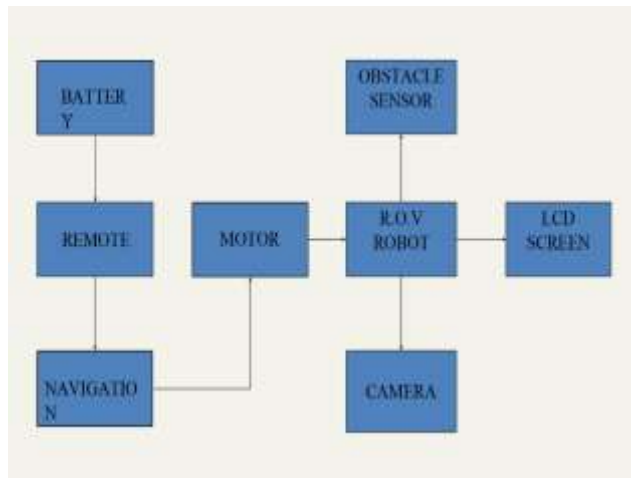 BATTER
Y
OBSTACLE
SENSOR
REMOTE
MOTOR
R.O.V
ROBOT
LCD
SCREEN
NAVIGATIO
N
CAMERA